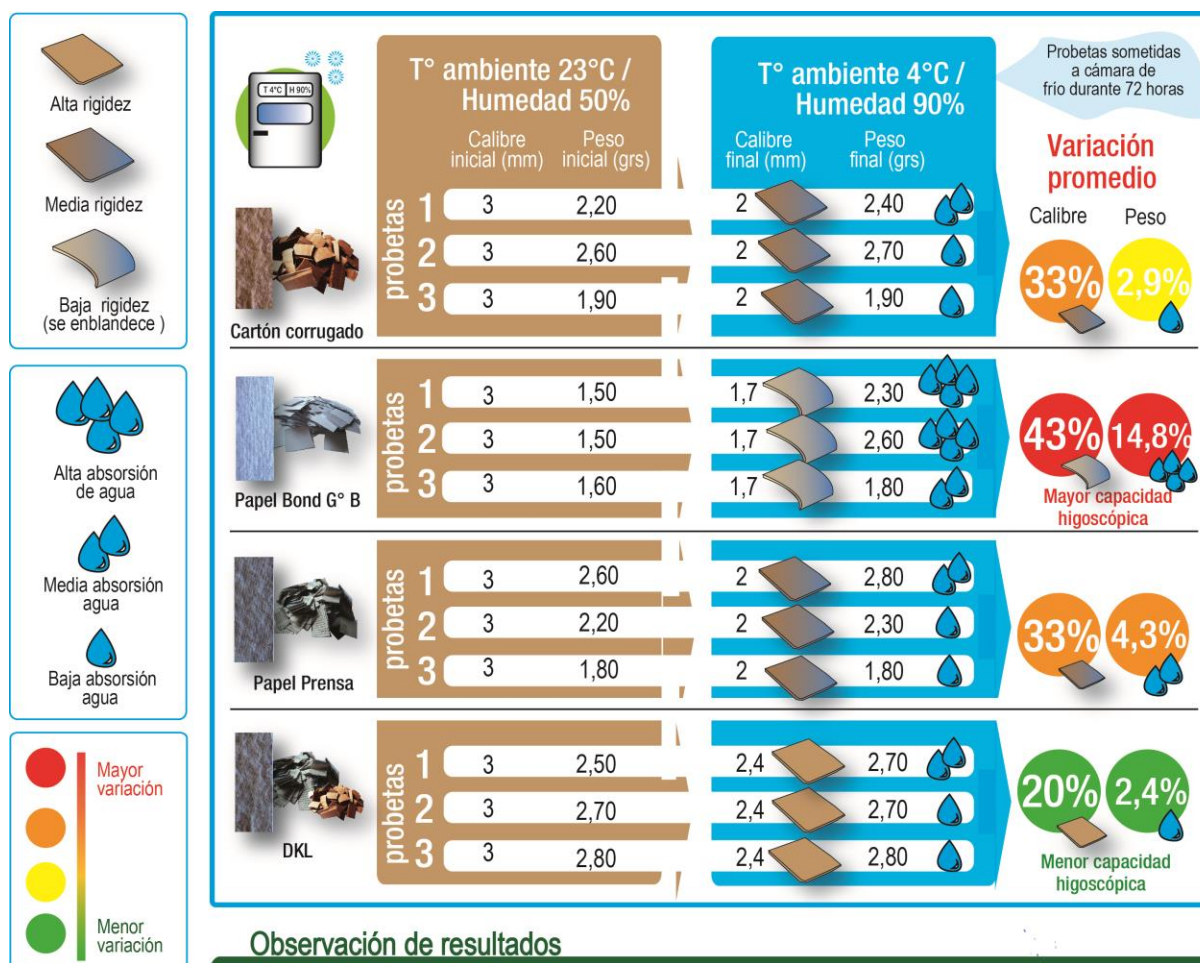 Alta rigidez
Media rigidez
Baja rigidez
(se enblandece )
Alta absorsión
de agua
Media absorsión
agua
Baja absorsión
agua
Mayor
variación
Menor
variación
T 4°C H 90%
T° ambiente 23°C /
Humedad 50%
Calibre
inicial (mm)
Peso
inicial (grs)
T° ambiente 4°C /
Humedad 90%
Calibre
final (mm)
Peso
final (grs)
Probetas sometidas
a cámara de
frío durante 72 horas
Variación
promedio
Calibre Peso
Cartón corrugado
probetas
1 3 2,20 2 2,40
2 3 2,60 2 2,70
3 3 1,90 2 1,90
33% 2,9%
Papel Bond G° B
probetas
1 3 1,50 1,7 2,30
2 3 1,50 1,7 2,60
3 3 1,60 1,7 1,80
43% 14,8%
Mayor capacidad
higoscópica
Papel Prensa
probetas
1 3 2,60 2 2,80
2 3 2,20 2 2,30
3 3 1,80 2 1,80
33% 4,3%
DKL
probetas
1 3 2,50 2,4 2,70
2 3 2,70 2,4 2,70
3 3 2,80 2,4 2,80
20% 2,4%
Menor capacidad
higoscópica
Observación de resultados